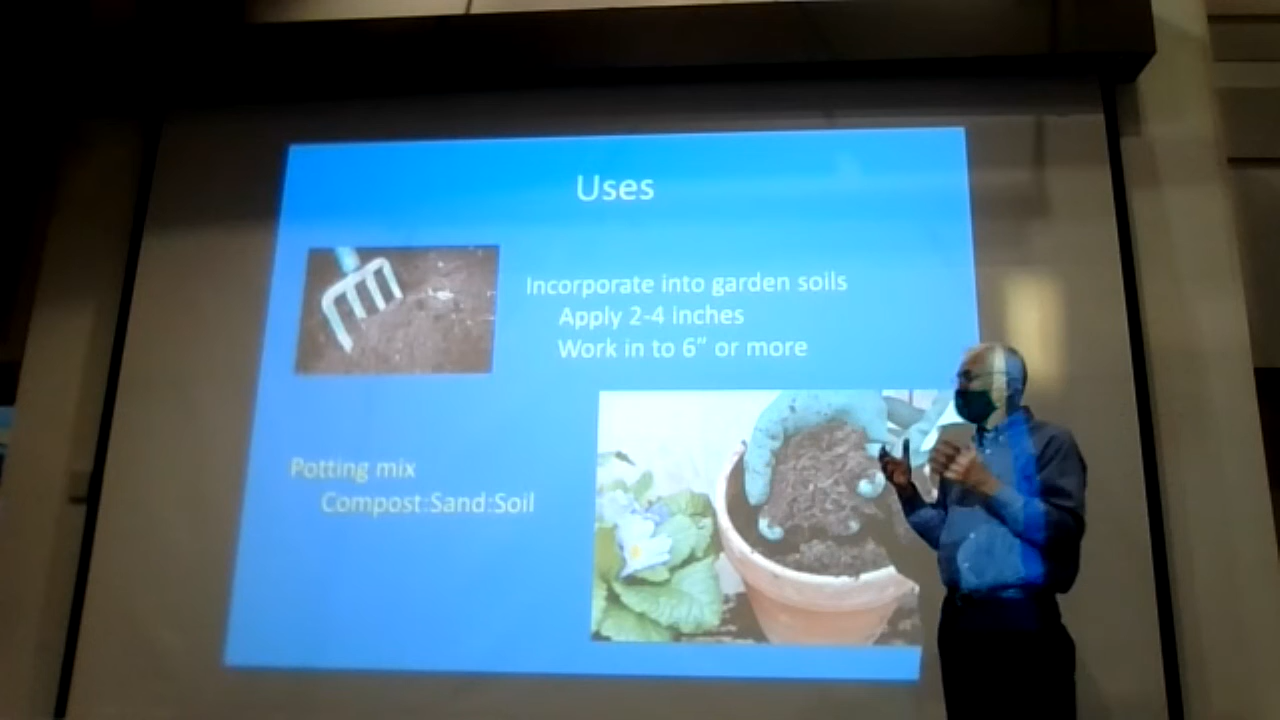 Uses
Incorporate into garden soils
Apply 2-4 inches
Work in to 6" or more
Potting mix
Compost:Sand:Soil